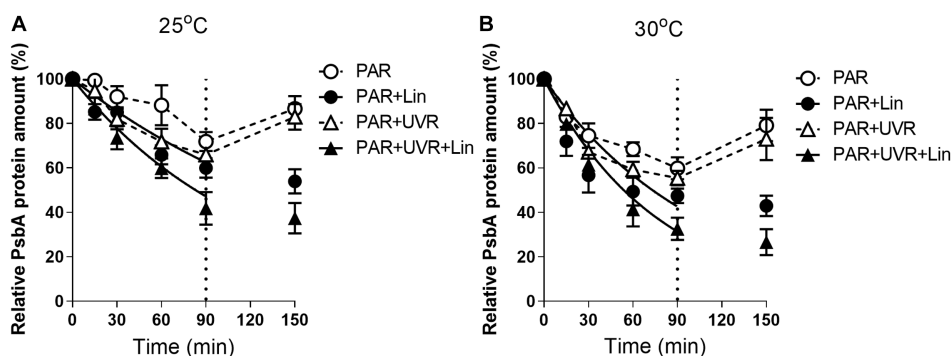 A
25°C
Relative PsbA protein amount (%)
100
80
60
40
20
0
0 30 60 90 120 150
Time (min)
PAR
PAR+Lin
PAR+UVR
PAR+UVR+Lin
B
30°C
Relative PsbA protein amount (%)
100
80
60
40
20
0
0 30 60 90 120 150
Time (min)
PAR
PAR+Lin
PAR+UVR
PAR+UVR+Lin